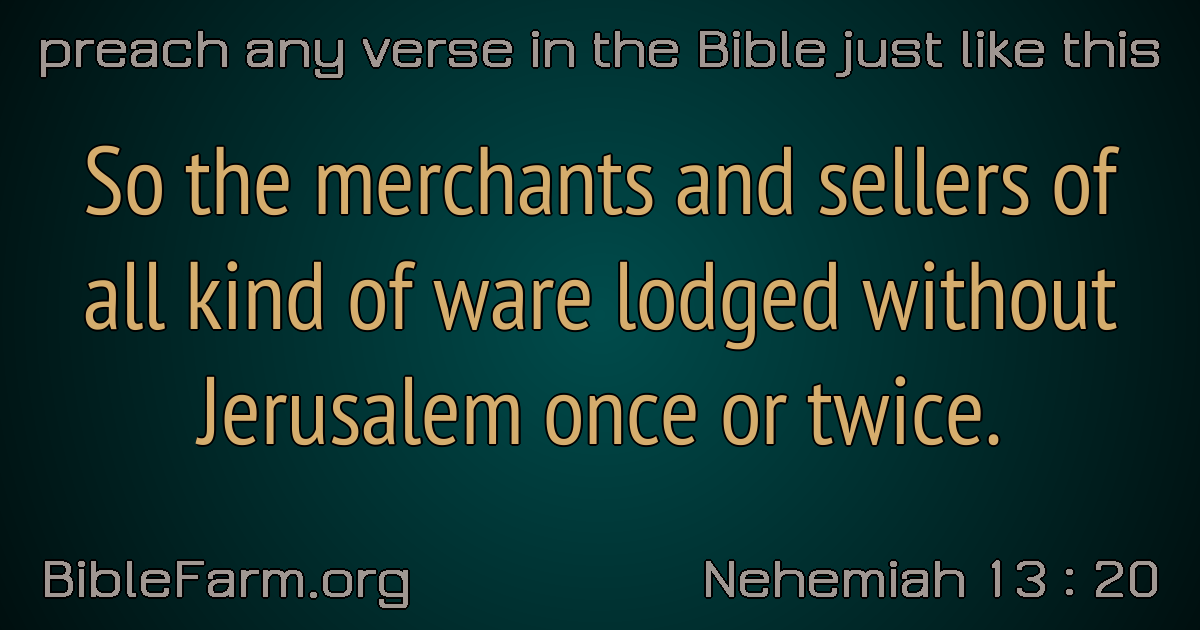 preach any verse in the Bible just like this
So the merchants and sellers of
all kind of ware lodged without
Jerusalem once or twice.
BibleFarm.org
Nehemiah 13 : 20